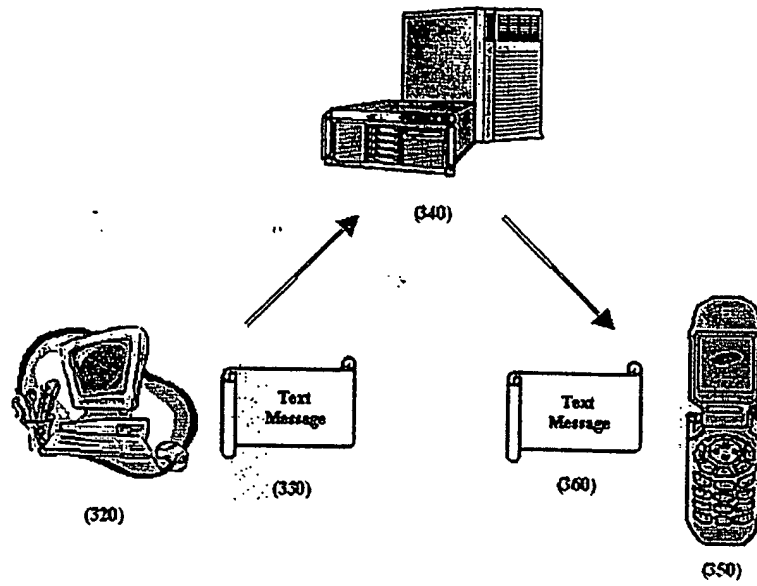 (340)
Text
Message
Text
Message
(320)
(330)
(360)
(350)